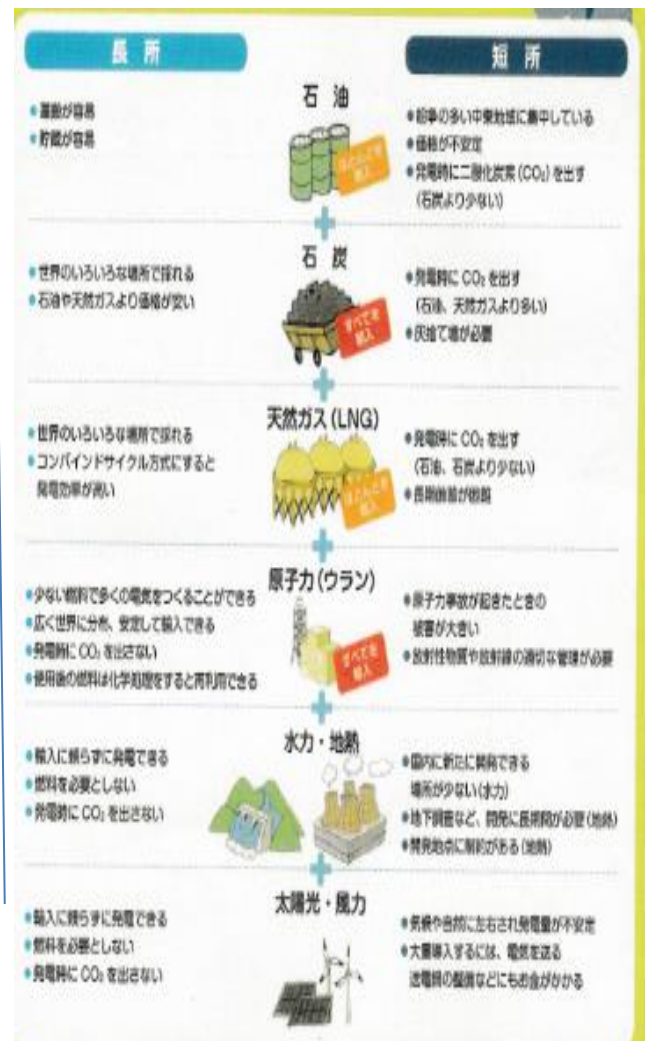 長所
短所
石油
●運搬が容易
●貯蔵が容易
ほとんどを
輸入
●紛争の多い中東地域に集中している
●価格が不安定
●発電時に二酸化炭素(CO₂)を出す
(石炭より少ない)
石炭
●世界のいろいろな場所で採れる
●石油や天然ガスより価格が安い
すべてを
輸入
●発電時にCO₂を出す
(石油、天然ガスより多い)
●灰捨て場が必要
天然ガス(LNG)
●世界のいろいろな場所で採れる
●コンバインドサイクル方式にすると
発電効率が高い
ほとんどを
輸入
●発電時にCO₂を出す
(石油、石炭より少ない)
●長期備蓄が困難
原子力(ウラン)
●少ない燃料で多くの電気をつくることができる
●広く世界に分布、安定して輸入できる
●発電時にCO₂を出さない
●使用後の燃料は化学処理をすると再利用できる
すべてを
輸入
●原子力事故が起きたときの
被害が大きい
●放射性物質や放射線の適切な管理が必要
水力・地熱
●輸入に頼らずに発電できる
●燃料を必要としない
●発電時にCO₂を出さない
●国内に新たに開発できる
場所が少ない(水力)
●地下調査など、開発に長期間が必要(地熱)
●開発地点に制約がある(地熱)
太陽光・風力
●輸入に頼らずに発電できる
●燃料を必要としない
●発電時にCO₂を出さない
●気候や自然に左右され発電量が不安定
●大量導入するには、電気を送る
送電線の整備などにもお金がかかる